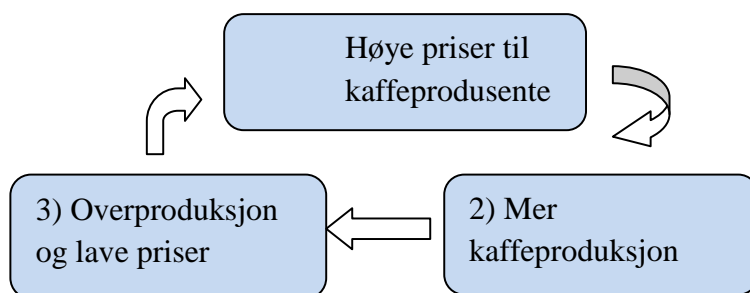 Høye priser til
kaffeprodusente
3) Overproduksjon
og lave priser
2) Mer
kaffeproduksjon